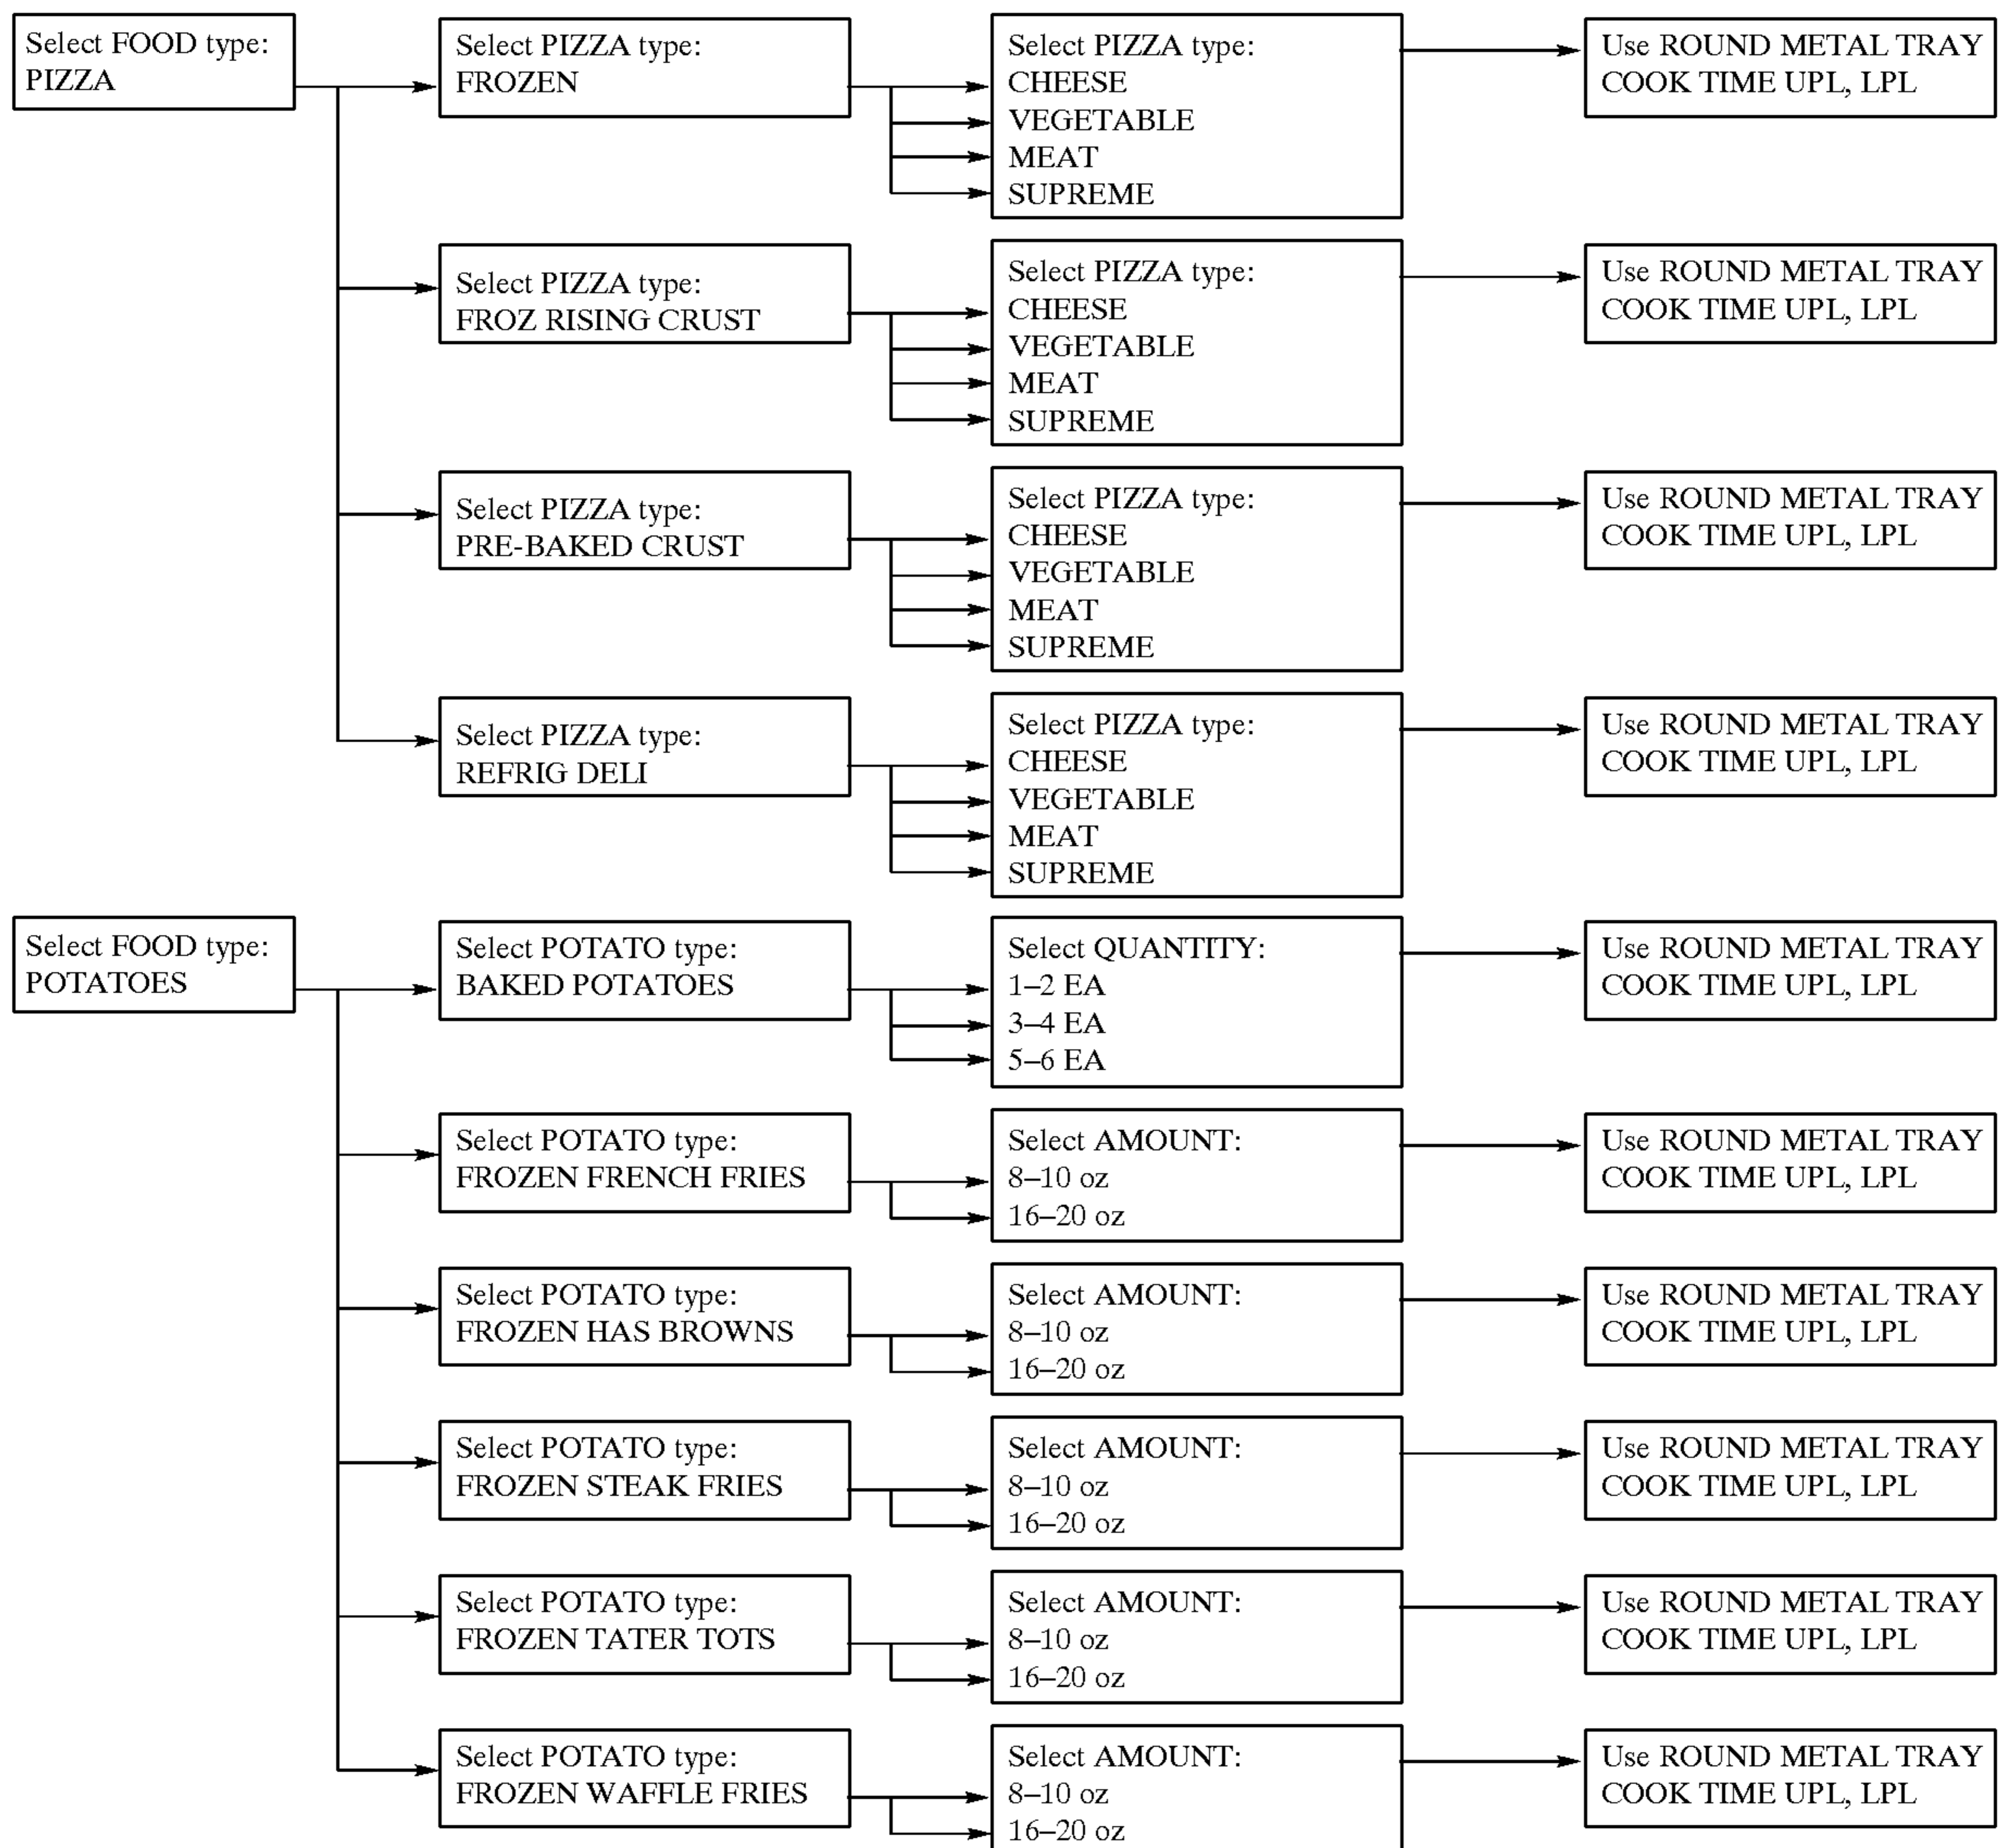 Select FOOD type:
PIZZA
Select PIZZA type:
FROZEN
Select PIZZA type:
CHEESE
VEGETABLE
MEAT
SUPREME
Use ROUND METAL TRAY
COOK TIME UPL, LPL
Select PIZZA type:
FROZ RISING CRUST
Select PIZZA type:
CHEESE
VEGETABLE
MEAT
SUPREME
Use ROUND METAL TRAY
COOK TIME UPL, LPL
Select PIZZA type:
PRE-BAKED CRUST
Select PIZZA type:
CHEESE
VEGETABLE
MEAT
SUPREME
Use ROUND METAL TRAY
COOK TIME UPL, LPL
Select PIZZA type:
REFRIG DELI
Select PIZZA type:
CHEESE
VEGETABLE
MEAT
SUPREME
Use ROUND METAL TRAY
COOK TIME UPL, LPL
Select FOOD type:
POTATOES
Select POTATO type:
BAKED POTATOES
Select QUANTITY:
1–2 EA
3–4 EA
5–6 EA
Use ROUND METAL TRAY
COOK TIME UPL, LPL
Select POTATO type:
FROZEN FRENCH FRIES
Select AMOUNT:
8–10 oz
16–20 oz
Use ROUND METAL TRAY
COOK TIME UPL, LPL
Select POTATO type:
FROZEN HAS BROWNS
Select AMOUNT:
8–10 oz
16–20 oz
Use ROUND METAL TRAY
COOK TIME UPL, LPL
Select POTATO type:
FROZEN STEAK FRIES
Select AMOUNT:
8–10 oz
16–20 oz
Use ROUND METAL TRAY
COOK TIME UPL, LPL
Select POTATO type:
FROZEN TATER TOTS
Select AMOUNT:
8–10 oz
16–20 oz
Use ROUND METAL TRAY
COOK TIME UPL, LPL
Select POTATO type:
FROZEN WAFFLE FRIES
Select AMOUNT:
8–10 oz
16–20 oz
Use ROUND METAL TRAY
COOK TIME UPL, LPL